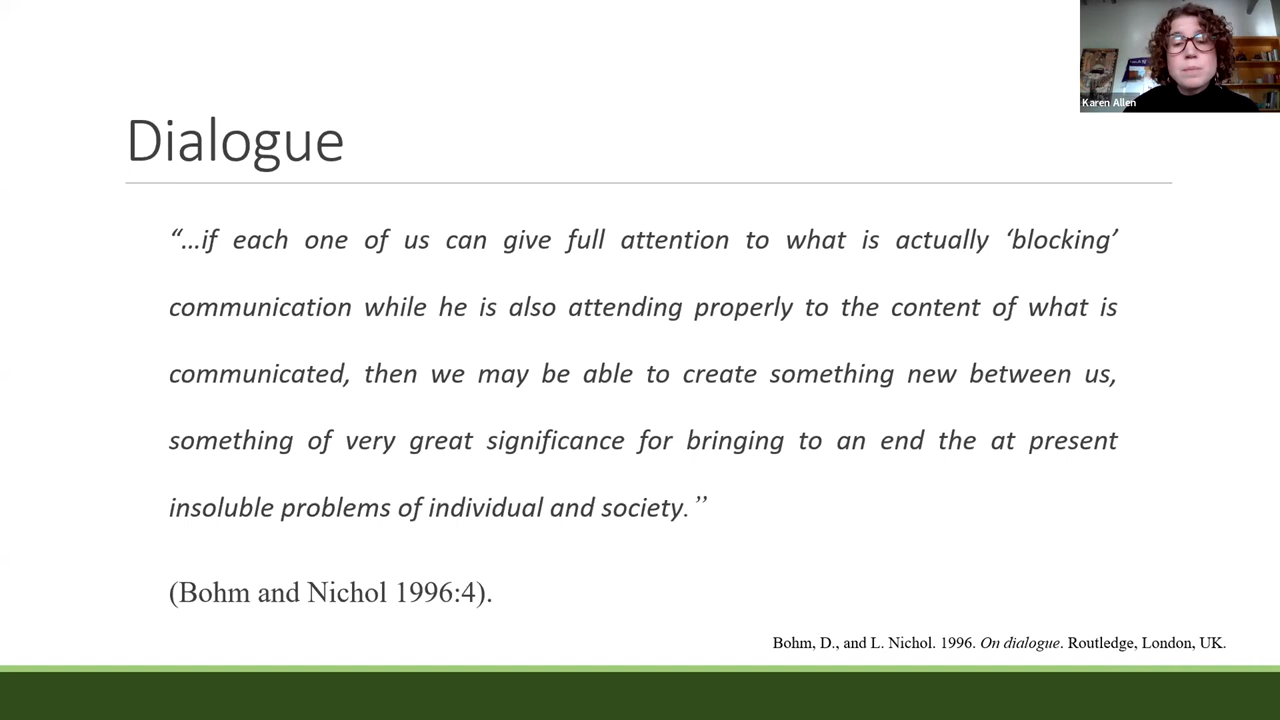 Karen Allen
Dialogue
“…if each one of us can give full attention to what is actually ‘blocking’
communication while he is also attending properly to the content of what is
communicated, then we may be able to create something new between us,
something of very great significance for bringing to an end the at present
insoluble problems of individual and society.”
(Bohm and Nichol 1996:4).
Bohm, D., and L. Nichol. 1996. On dialogue. Routledge, London, UK.